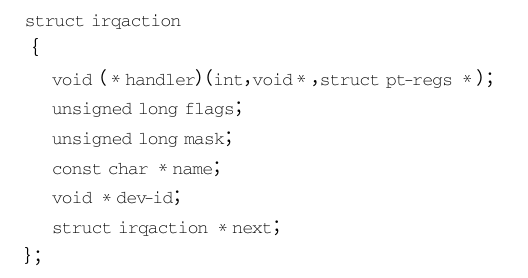 struct irqaction
{
void (*handler)(int,void*,struct pt-regs *);
unsigned long flags;
unsigned long mask;
const char *name;
void *dev-id;
struct irqaction *next;
};